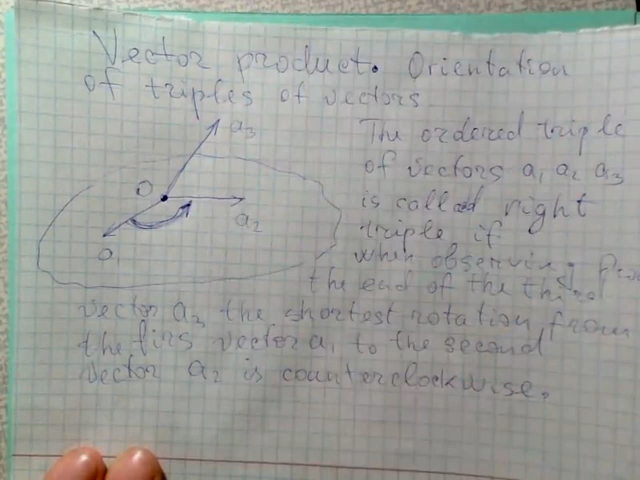 Vector product. Orientation
of triples of vectors
a3
The ordered triple
of vectors a1 a2 a3
O
is called right
a2
triple if
a1
when observing from
the end of the third
vector a3 the shortest rotation from
the firs vector a1 to the second
vector a2 is counterclockwise.